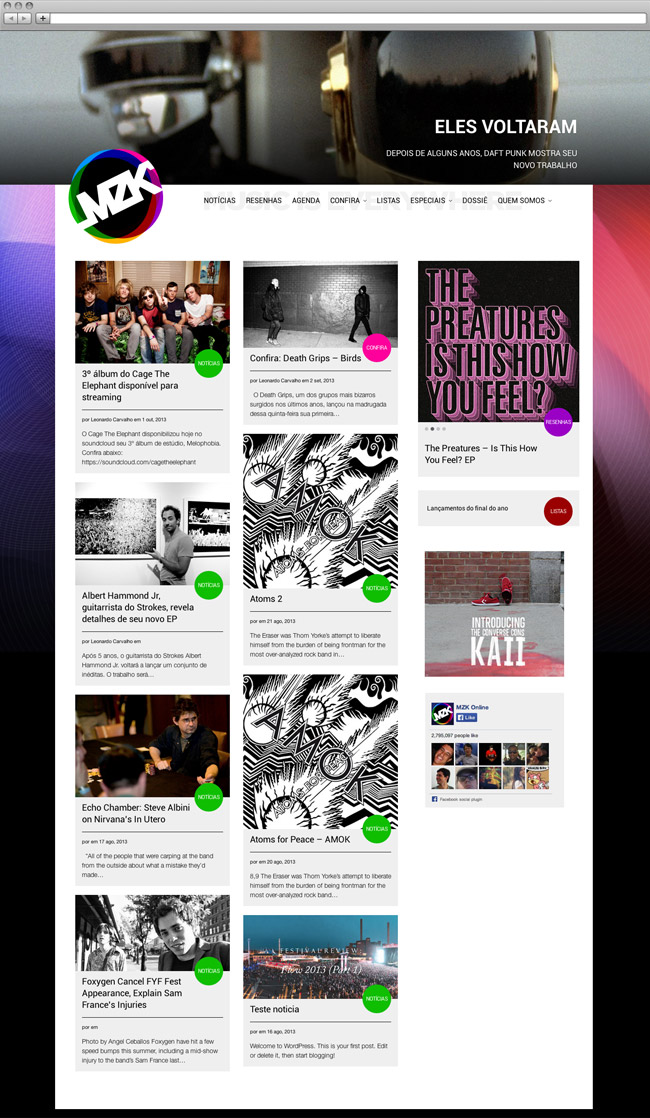 ELES VOLTARAM
DEPOIS DE ALGUNS ANOS, DAFT PUNK MOSTRA SEU
NOVO TRABALHO
MZK
MUSIC IS EVERYWHERE
NOTÍCIAS RESENHAS AGENDA CONFIRA LISTAS ESPECIAIS DOSSIÊ QUEM SOMOS
NOTÍCIAS
3º álbum do Cage The
Elephant disponível para
streaming
por Leonardo Carvalho em 1 out, 2013
O Cage The Elephant disponibilizou hoje no
soundcloud seu 3º álbum de estúdio, Melophobia.
Confira abaixo:
https://soundcloud.com/cagetheelephant
NOTÍCIAS
Albert Hammond Jr,
guitarrista do Strokes, revela
detalhes de seu novo EP
por Leonardo Carvalho em
Após 5 anos, o guitarrista do Strokes Albert
Hammond Jr. voltará a lançar um conjunto de
inéditas. O trabalho será…
NOTÍCIAS
Echo Chamber: Steve Albini
on Nirvana's In Utero
por em 17 ago, 2013
"All of the people that were carping at the band
from the outside about what a mistake they'd
made…
NOTÍCIAS
Foxygen Cancel FYF Fest
Appearance, Explain Sam
France's Injuries
por em
Photo by Angel Ceballos Foxygen have hit a few
speed bumps this summer, including a mid-show
injury to the band's Sam France last…
CONFIRA
Confira: Death Grips – Birds
por Leonardo Carvalho em 2 set, 2013
O Death Grips, um dos grupos mais bizarros
surgidos nos últimos anos, lançou na madrugada
dessa quinta-feira sua primeira…
AMOK
NOTÍCIAS
Atoms 2
por em 21 ago, 2013
The Eraser was Thom Yorke's attempt to liberate
himself from the burden of being frontman for the
most over-analyzed rock band in…
AMOK
NOTÍCIAS
Atoms for Peace – AMOK
por em 20 ago, 2013
8,9 The Eraser was Thom Yorke's attempt to liberate
himself from the burden of being frontman for the
most over-analyzed rock band in…
FESTIVAL REVIEW
Flow 2013 (Part 1)
NOTÍCIAS
Teste noticia
por em 16 ago, 2013
Welcome to WordPress. This is your first post. Edit
or delete it, then start blogging!
THE
PREATURES
IS THIS HOW
YOU FEEL?
RESENHAS
The Preatures – Is This How
You Feel? EP
Lançamentos do final do ano
LISTAS
INTRODUCING
THE CONVERSE CONS
KAII
MZK
MZK Online
Like
2,795,097 people like
Facebook social plugin